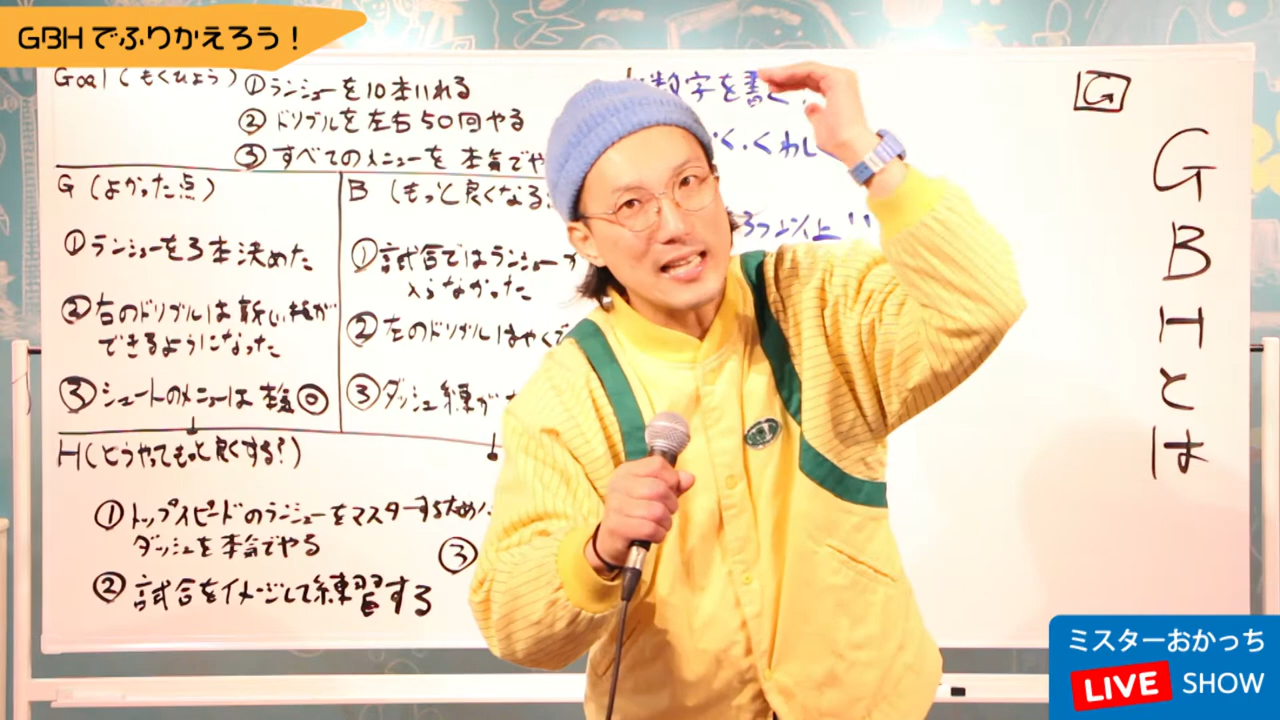 GBHでふりかえろう！
Goal(もくひょう)
①ランシューを10本いれる
②ドリブルを左右50回やる
③すべてのメニューを本気でや
G(よかった点)
①ランシューを3本決めた
②右のドリブルは新しい技が
できるようになった
③シュートのメニューは本気◎
B(もっと良くなる
①試合ではランシューが
入らなかった
②左のドリブルはやくで
③ダッシュ練が
H(どうやってもっと良くする?)
①トップスピードのランシューをマスターするために
ダッシュを本気でやる
②試合をイメージして練習する
③
数字を書く
く.くわし
3つ以上!!
G
GBHとは
ミスターおかっち
LIVE SHOW